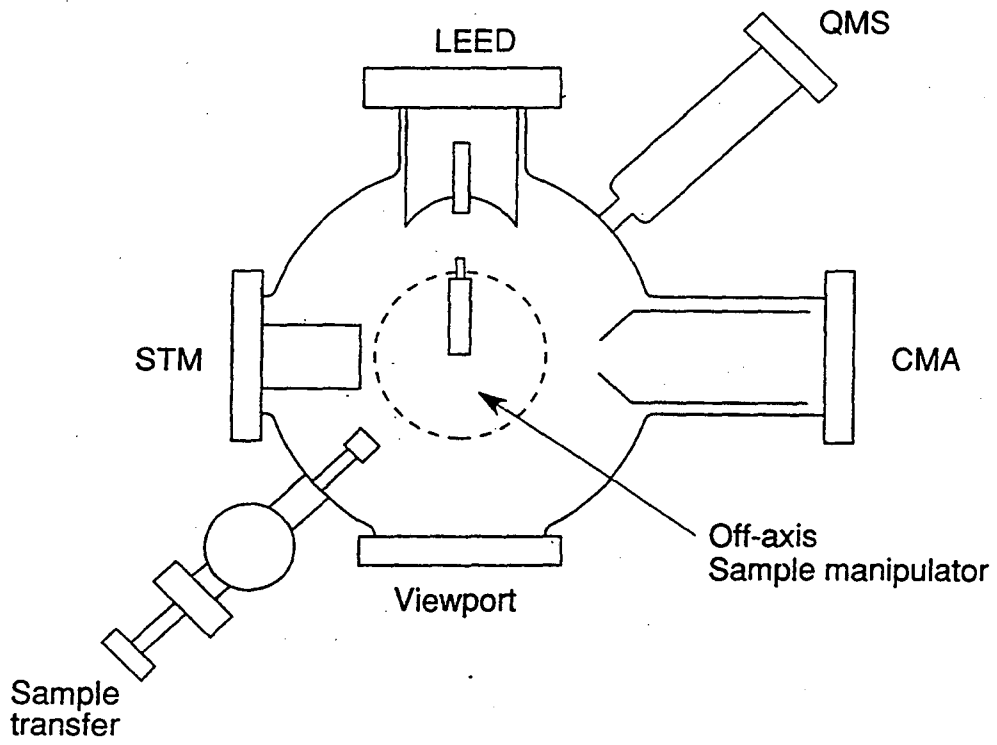 LEED
QMS
STM
CMA
Off-axis
Sample manipulator
Viewport
Sample
transfer